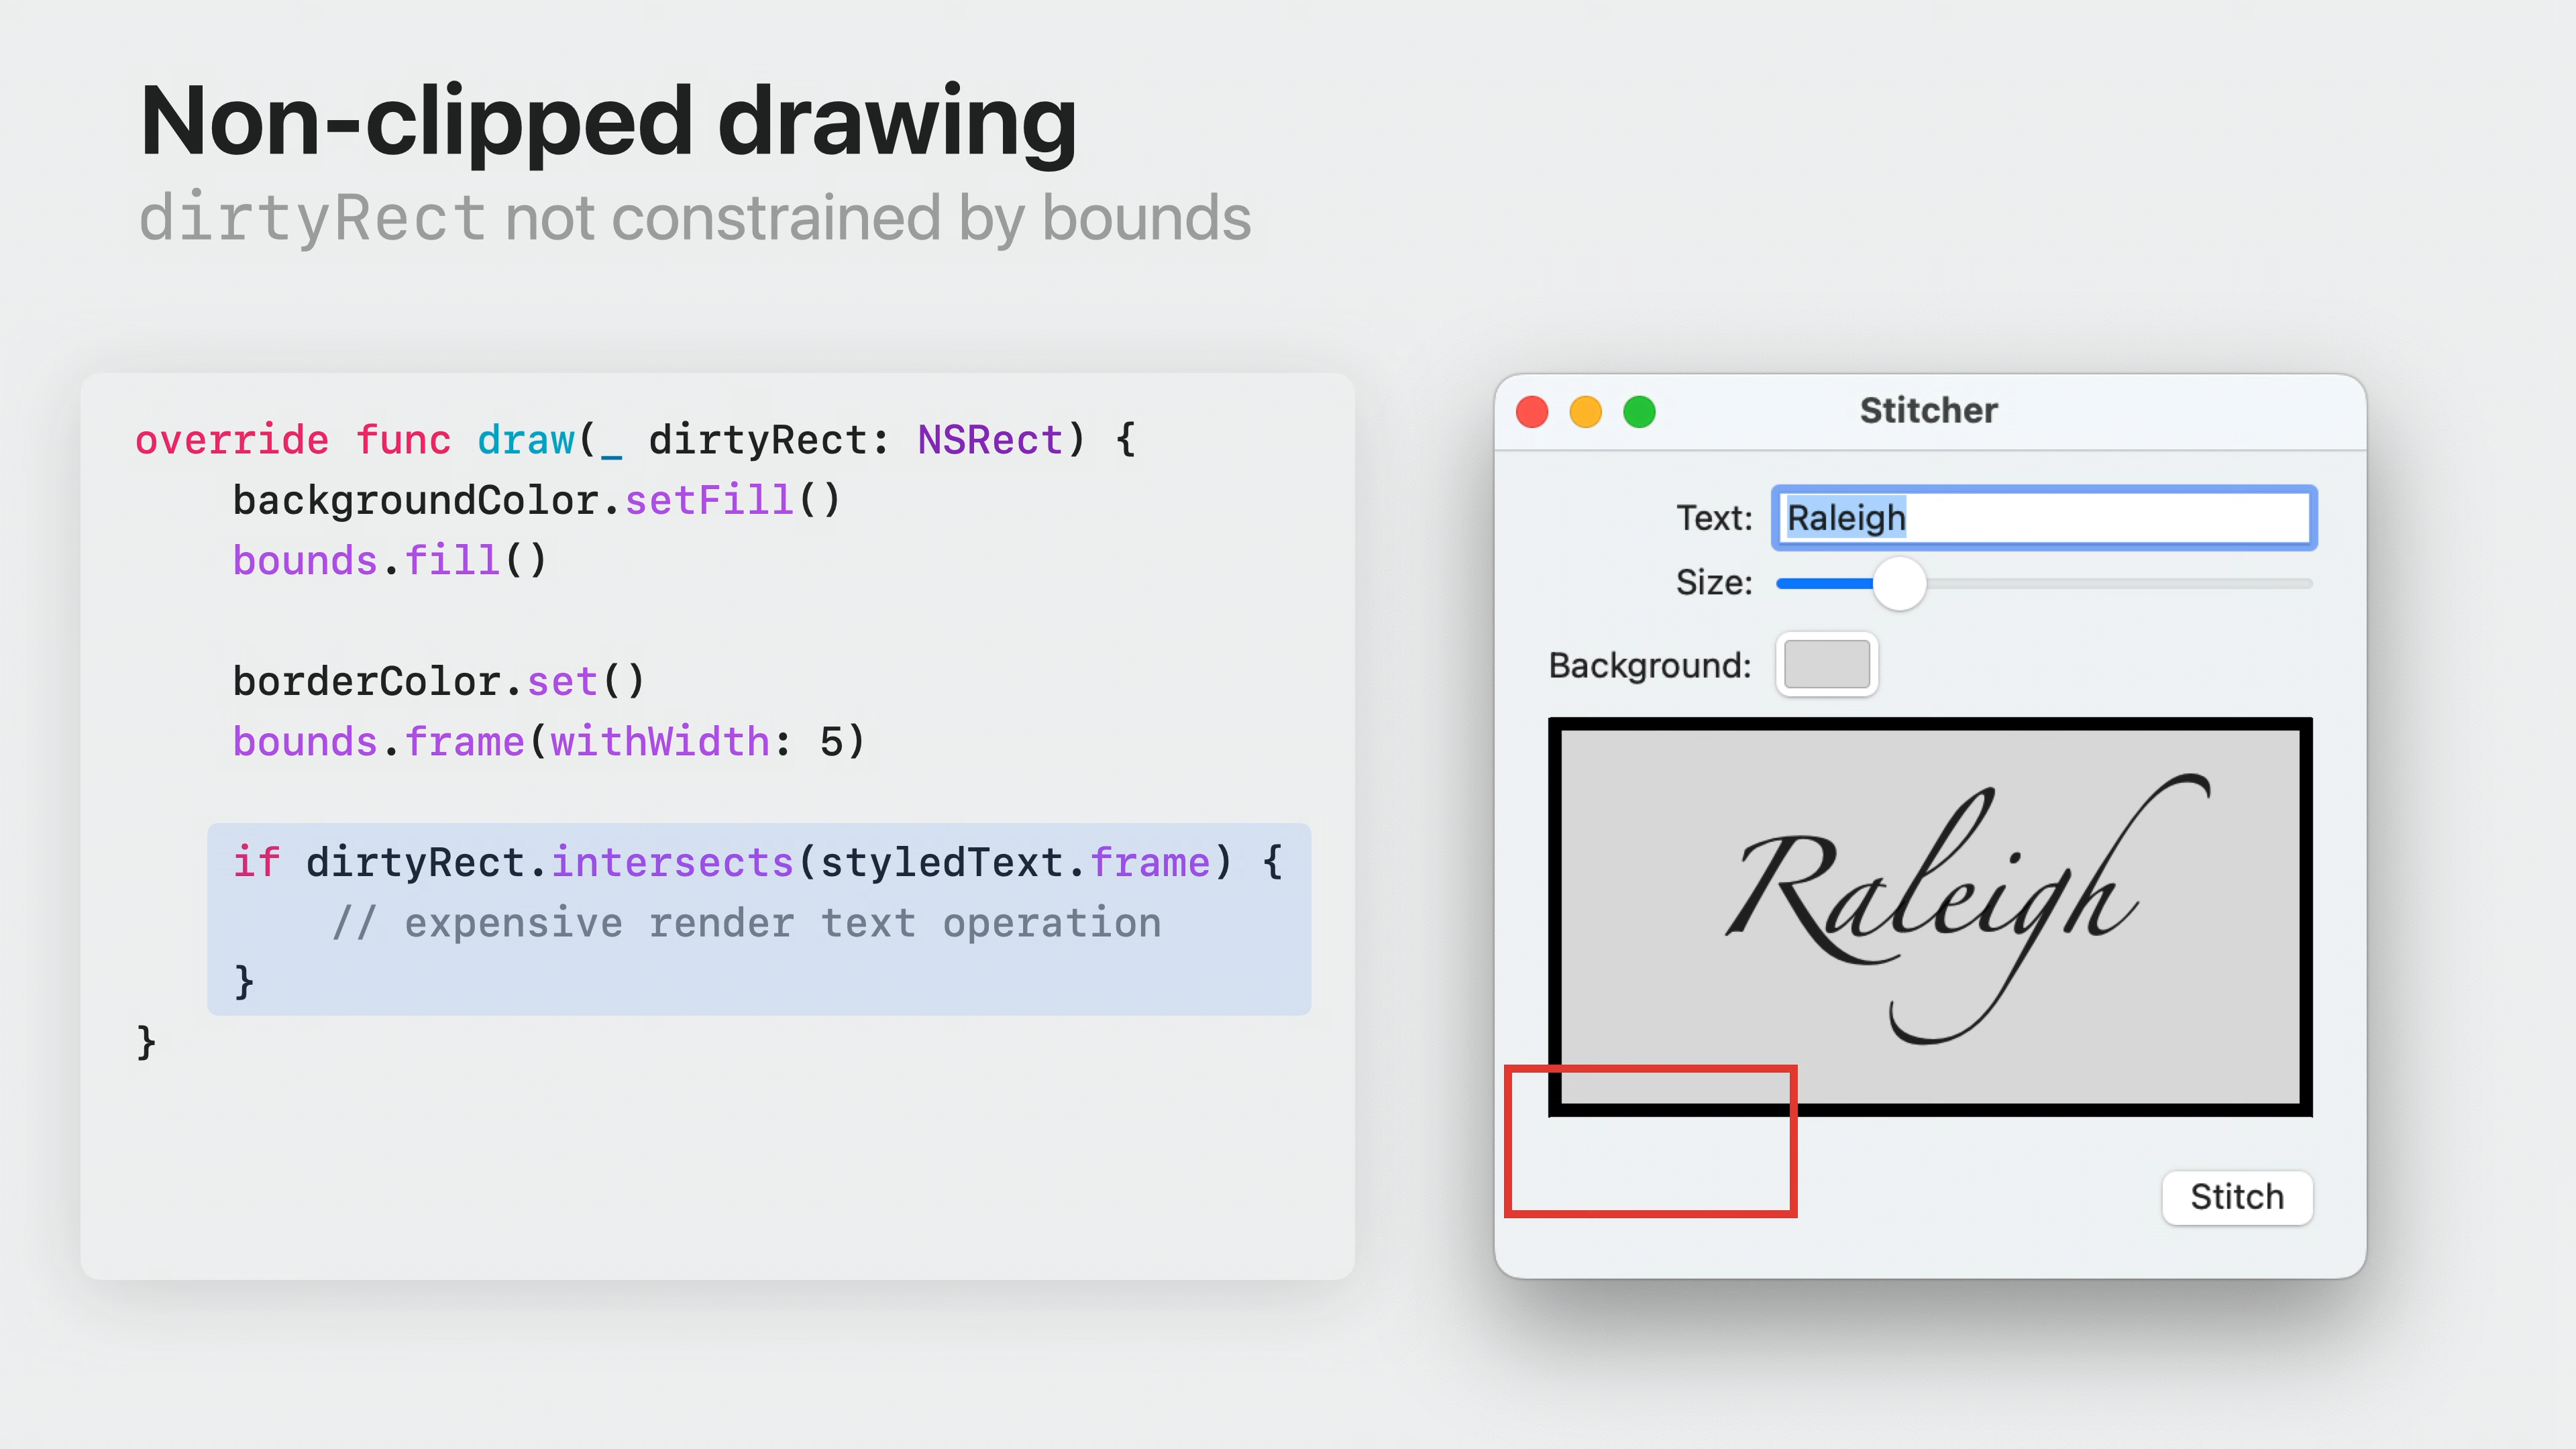 Non-clipped drawing
dirtyRect not constrained by bounds
override func draw(_ dirtyRect: NSRect) {
backgroundColor.setFill()
bounds.fill()
borderColor.set()
bounds.frame(withWidth: 5)
if dirtyRect.intersects(styledText.frame) {
// expensive render text operation
}
}
Stitcher
Text: Raleigh
Size:
Background:
Raleigh
Stitch